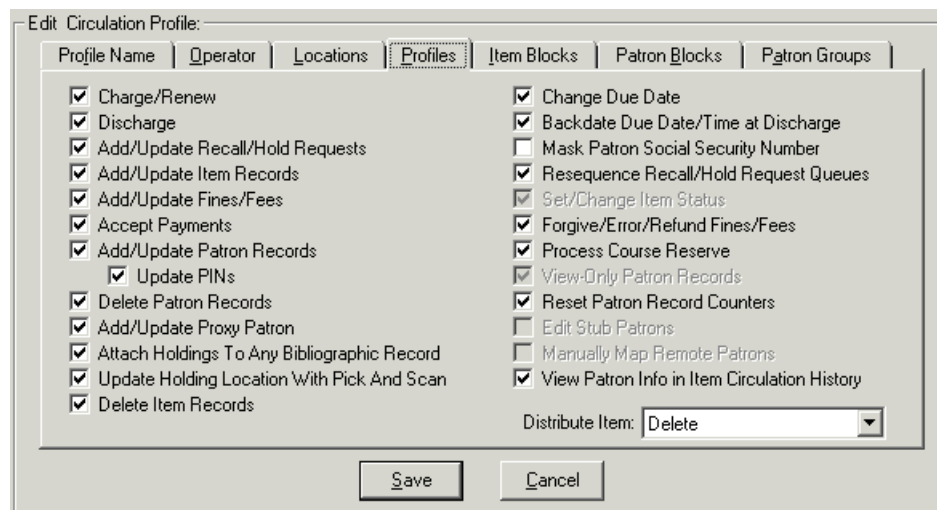 Edit Circulation Profile:
Profile Name
Operator
Locations
Profiles
Item Blocks
Patron Blocks
Patron Groups
Charge/Renew
Discharge
Add/Update Recall/Hold Requests
Add/Update Item Records
Add/Update Fines/Fees
Accept Payments
Add/Update Patron Records
Update PINs
Delete Patron Records
Add/Update Proxy Patron
Attach Holdings To Any Bibliographic Record
Update Holding Location With Pick And Scan
Delete Item Records
Change Due Date
Backdate Due Date/Time at Discharge
Mask Patron Social Security Number
Resequence Recall/Hold Request Queues
Set/Change Item Status
Forgive/Error/Refund Fines/Fees
Process Course Reserve
View-Only Patron Records
Reset Patron Record Counters
Edit Stub Patrons
Manually Map Remote Patrons
View Patron Info in Item Circulation History
Distribute Item: Delete
Save
Cancel